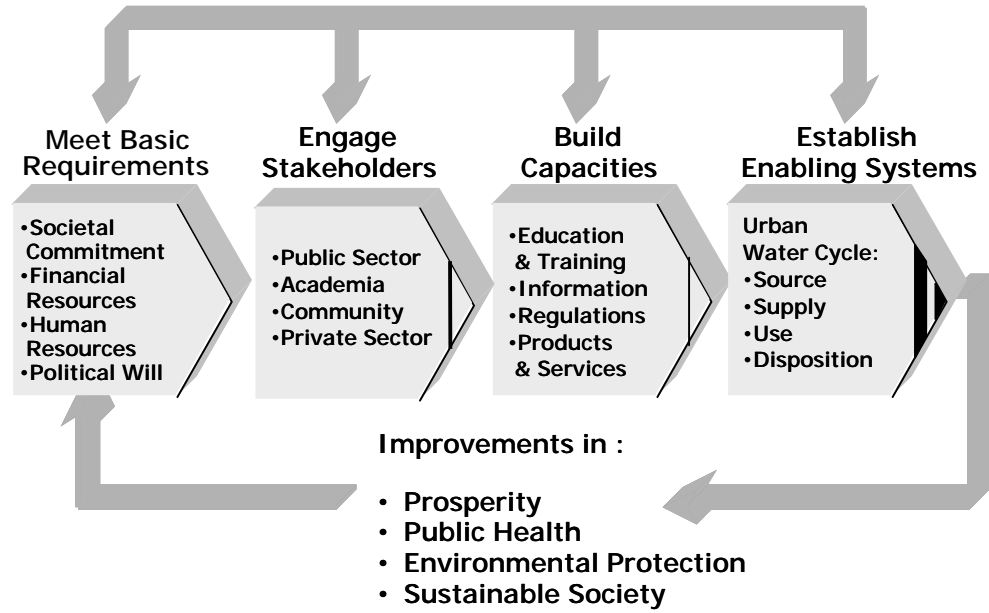 Meet Basic
Requirements
•Societal
Commitment
•Financial
Resources
•Human
Resources
•Political Will
Engage
Stakeholders
•Public Sector
•Academia
•Community
•Private Sector
Build
Capacities
•Education
& Training
•Information
•Regulations
•Products
& Services
Establish
Enabling Systems
Urban
Water Cycle:
•Source
•Supply
•Use
•Disposition
Improvements in :
• Prosperity
• Public Health
• Environmental Protection
• Sustainable Society